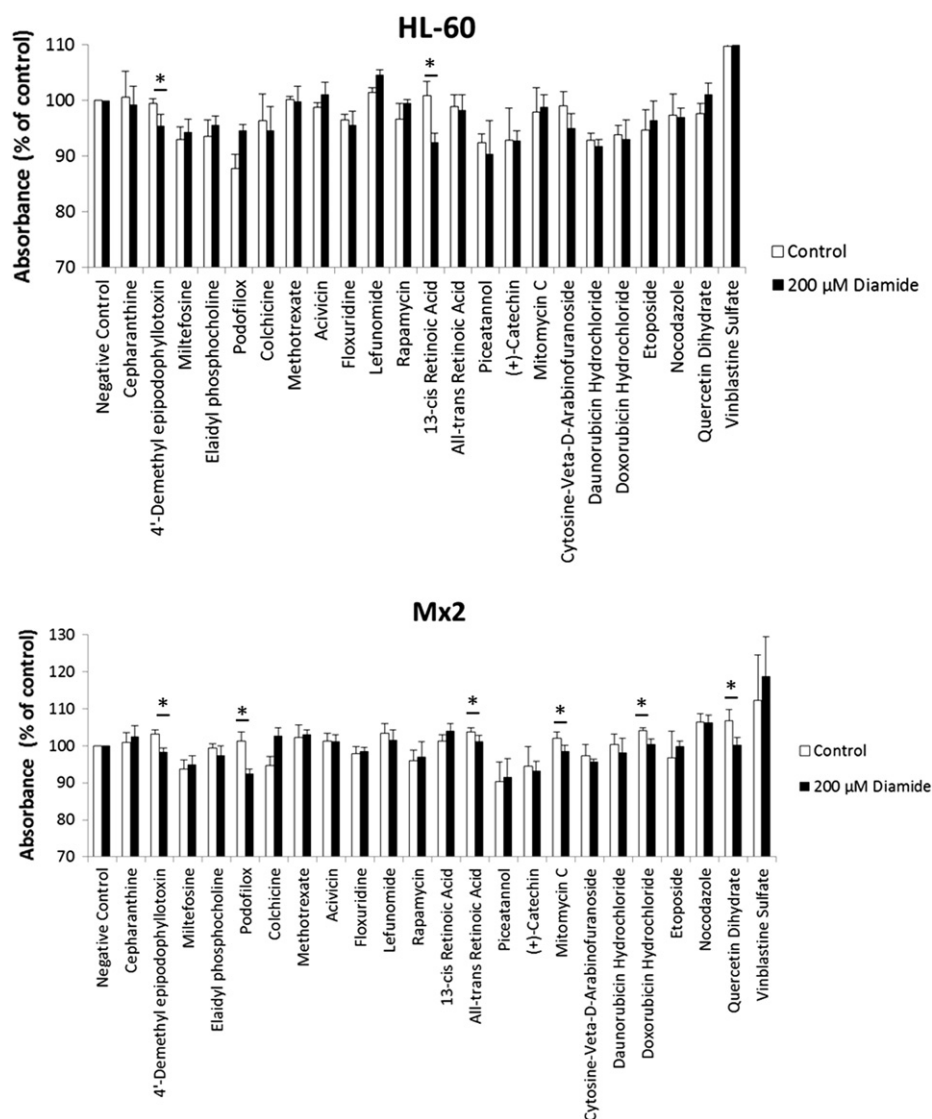 HL-60
Absorbance (% of control)
110
100
90
80
70
*
*
Control
200 µM Diamide
Negative Control
Cepharanthine
4'-Demethyl epipodophyllotoxin
Miltefosine
Elaidyl phosphocholine
Podofilox
Colchicine
Methotrexate
Acivicin
Floxuridine
Lefunomide
Rapamycin
13-cis Retinoic Acid
All-trans Retinoic Acid
Piceatannol
(+)-Catechin
Mitomycin C
Cytosine-Veta-D-Arabinofuranoside
Daunorubicin Hydrochloride
Doxorubicin Hydrochloride
Etoposide
Nocodazole
Quercetin Dihydrate
Vinblastine Sulfate
Mx2
Absorbance (% of control)
130
120
110
100
90
80
70
*
*
*
*
*
*
Control
200 µM Diamide
Negative Control
Cepharanthine
4'-Demethyl epipodophyllotoxin
Miltefosine
Elaidyl phosphocholine
Podofilox
Colchicine
Methotrexate
Acivicin
Floxuridine
Lefunomide
Rapamycin
13-cis Retinoic Acid
All-trans Retinoic Acid
Piceatannol
(+)-Catechin
Mitomycin C
Cytosine-Veta-D-Arabinofuranoside
Daunorubicin Hydrochloride
Doxorubicin Hydrochloride
Etoposide
Nocodazole
Quercetin Dihydrate
Vinblastine Sulfate